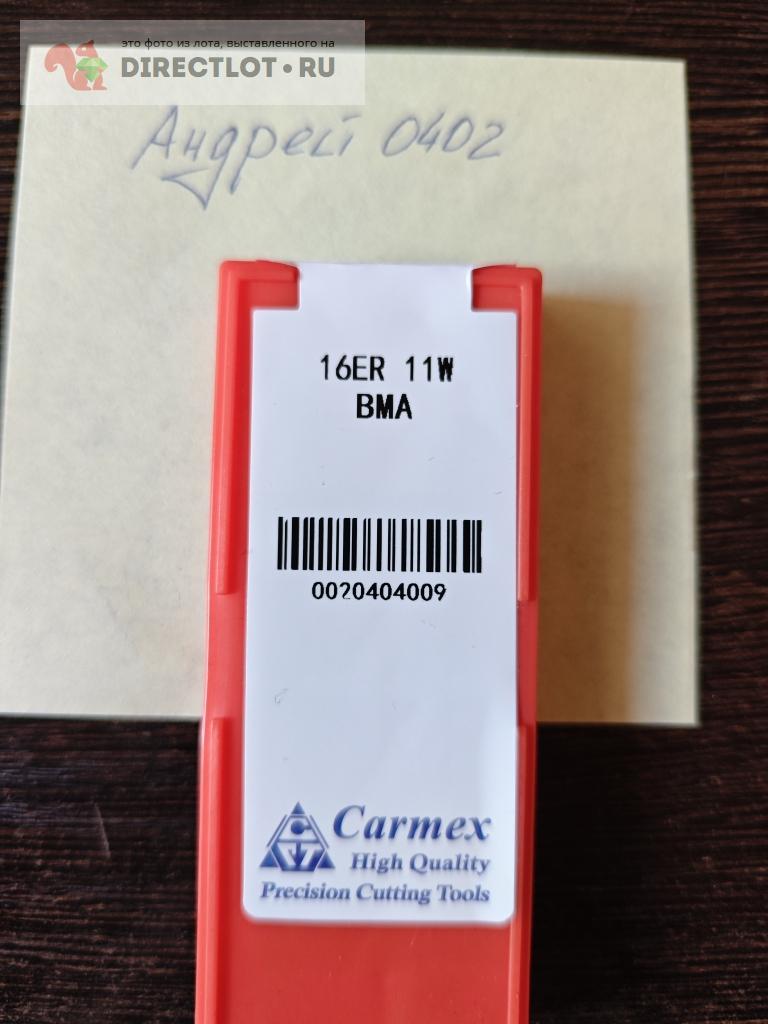 это фото из лота, выставленного на
DIRECTLOT•RU
Андрей 0402
16ER 11W
BMA
0020404009
Carmex
High Quality
Precision Cutting Tools